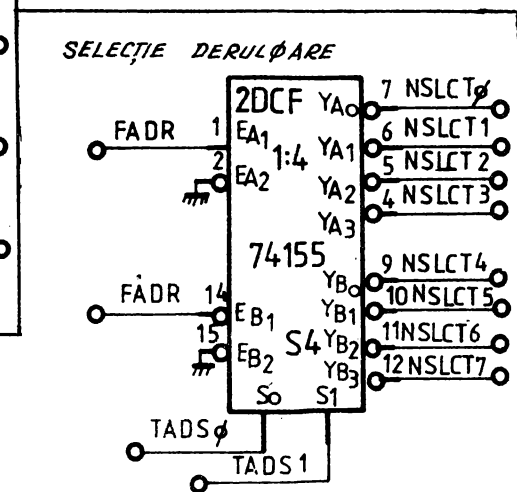 SELECȚIE DERULØARE
2DCF
1:4
74155
S4
FADR 1 EA1
2 EA2
FADR 14 EB1
15 EB2
YA0 7 NSLCTø
YA1 6 NSLCT1
YA2 5 NSLCT2
YA3 4 NSLCT3
YB0 9 NSLCT4
YB1 10 NSLCT5
YB2 11 NSLCT6
YB3 12 NSLCT7
S0 S1
TADSø
TADS1